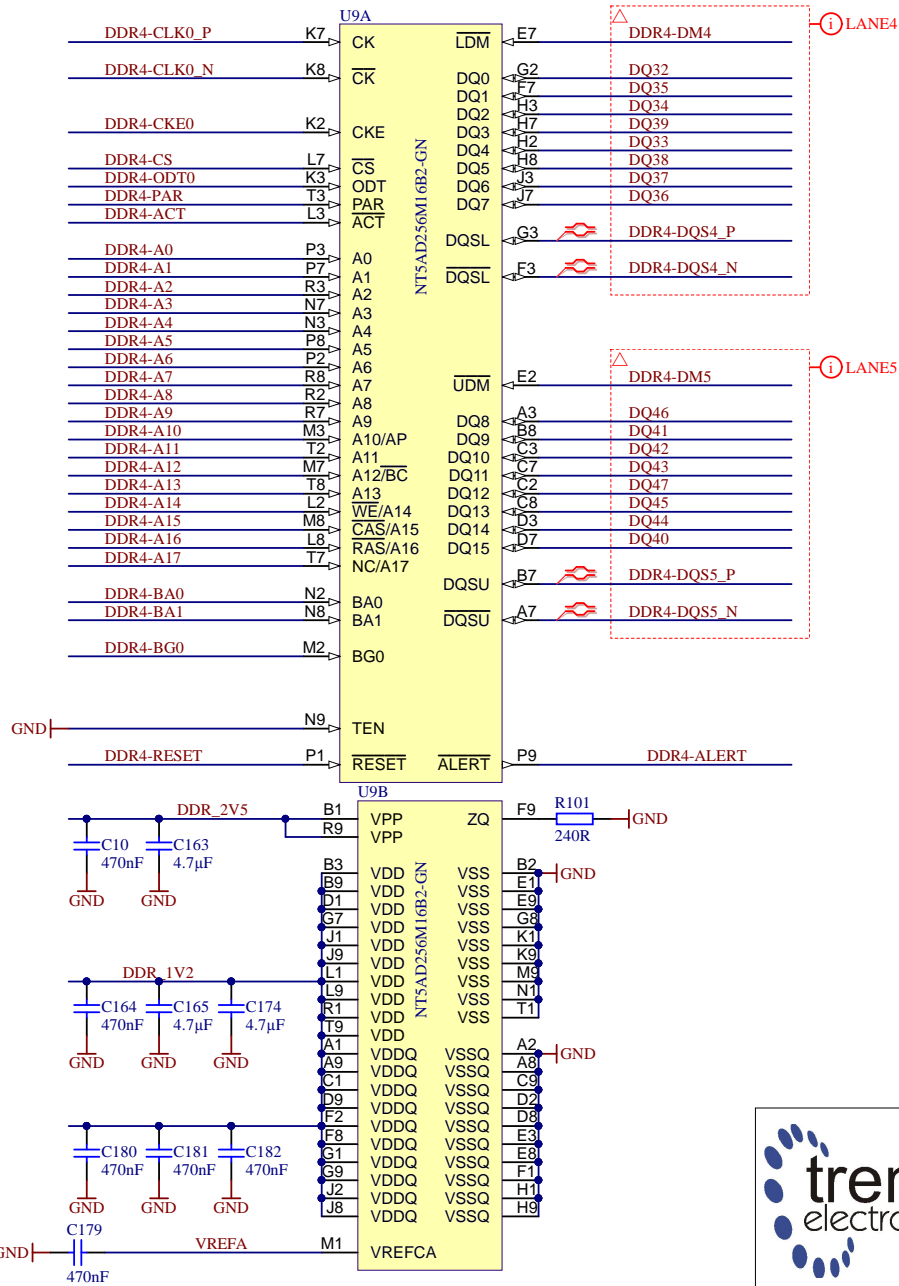 U9A
DDR4-CLK0_P K7 CK LDM E7 DDR4-DM4 LANE4
DDR4-CLK0_N K8 CK DQ0 G2 DQ32
DQ1 F7 DQ35
DQ2 H3 DQ34
DDR4-CKE0 K2 CKE DQ3 H7 DQ39
DQ4 H2 DQ33
DDR4-CS L7 CS DQ5 H8 DQ38
DDR4-ODT0 K3 ODT DQ6 J3 DQ37
DDR4-PAR T3 PAR DQ7 J7 DQ36
DDR4-ACT L3 ACT
DQSL G3 DDR4-DQS4_P
DDR4-A0 P3 A0
DDR4-A1 P7 A1 DQSL F3 DDR4-DQS4_N
DDR4-A2 R3 A2
DDR4-A3 N7 A3
DDR4-A4 N3 A4
DDR4-A5 P8 A5
DDR4-A6 P2 A6 LANE5
DDR4-A7 R8 A7 UDM E2 DDR4-DM5
DDR4-A8 R2 A8
DDR4-A9 R7 A9 DQ8 A3 DQ46
DDR4-A10 M3 A10/AP DQ9 B8 DQ41
DDR4-A11 T2 A11 DQ10 C3 DQ42
DDR4-A12 M7 A12/BC DQ11 C7 DQ43
DDR4-A13 T8 A13 DQ12 C2 DQ47
DDR4-A14 L2 WE/A14 DQ13 C8 DQ45
DDR4-A15 M8 CAS/A15 DQ14 D3 DQ44
DDR4-A16 L8 RAS/A16 DQ15 D7 DQ40
DDR4-A17 T7 NC/A17
DQSU B7 DDR4-DQS5_P
DDR4-BA0 N2 BA0
DDR4-BA1 N8 BA1 DQSU A7 DDR4-DQS5_N
DDR4-BG0 M2 BG0
GND N9 TEN
DDR4-RESET P1 RESET ALERT P9 DDR4-ALERT
NT5AD256M16B2-GN
U9B
DDR_2V5 B1 VPP ZQ F9 R101 GND
240R
R9 VPP
C10 C163
470nF 4.7µF
GND GND
B3 VDD VSS B2 GND
B9 VDD VSS E1
D1 VDD VSS E9
G7 VDD VSS G8
J1 VDD VSS K1
J9 VDD VSS K9
DDR_1V2 L1 VDD VSS M9
L9 VDD VSS N1
R1 VDD VSS T1
T9 VDD
C164 C165 C174
470nF 4.7µF 4.7µF
GND GND GND
A1 VDDQ VSSQ A2 GND
A9 VDDQ VSSQ A8
C1 VDDQ VSSQ C9
D9 VDDQ VSSQ D2
F2 VDDQ VSSQ D8
F8 VDDQ VSSQ E3
G1 VDDQ VSSQ E8
G9 VDDQ VSSQ F1
J2 VDDQ VSSQ H1
J8 VDDQ VSSQ H9
C180 C181 C182
470nF 470nF 470nF
GND GND GND
GND C179 VREFA M1 VREFCA
470nF
NT5AD256M16B2-GN
tren
electro